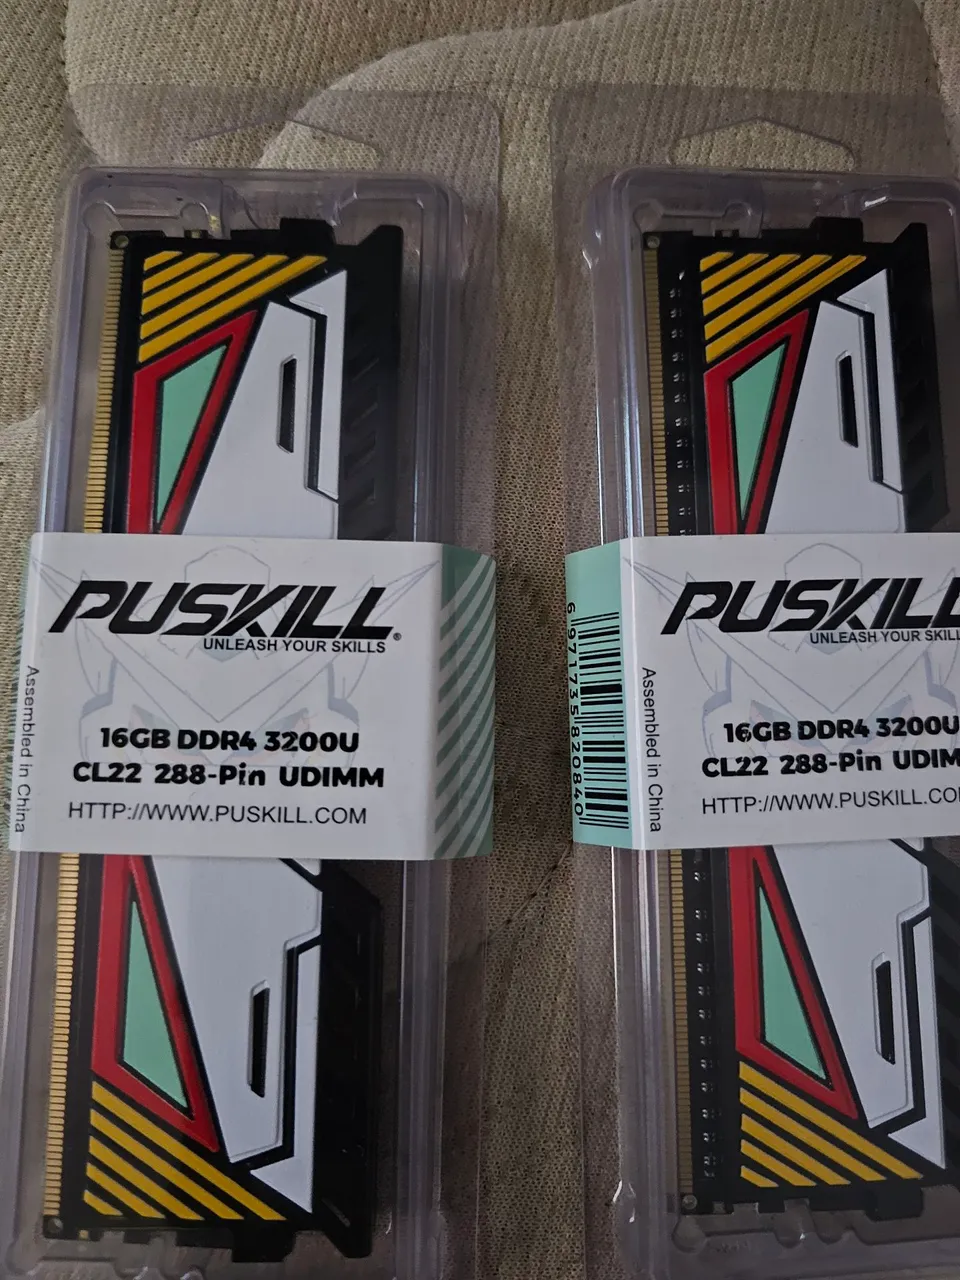 PUSKILL®
UNLEASH YOUR SKILLS
Assembled in China
16GB DDR4 3200U
CL22 288-Pin UDIMM
HTTP://WWW.PUSKILL.COM
6 971735 820840
Assembled in China
PUSKILL
UNLEASH YOUR SKILL
16GB DDR4 3200U
CL22 288-Pin UDIM
HTTP://WWW.PUSKILL.CO